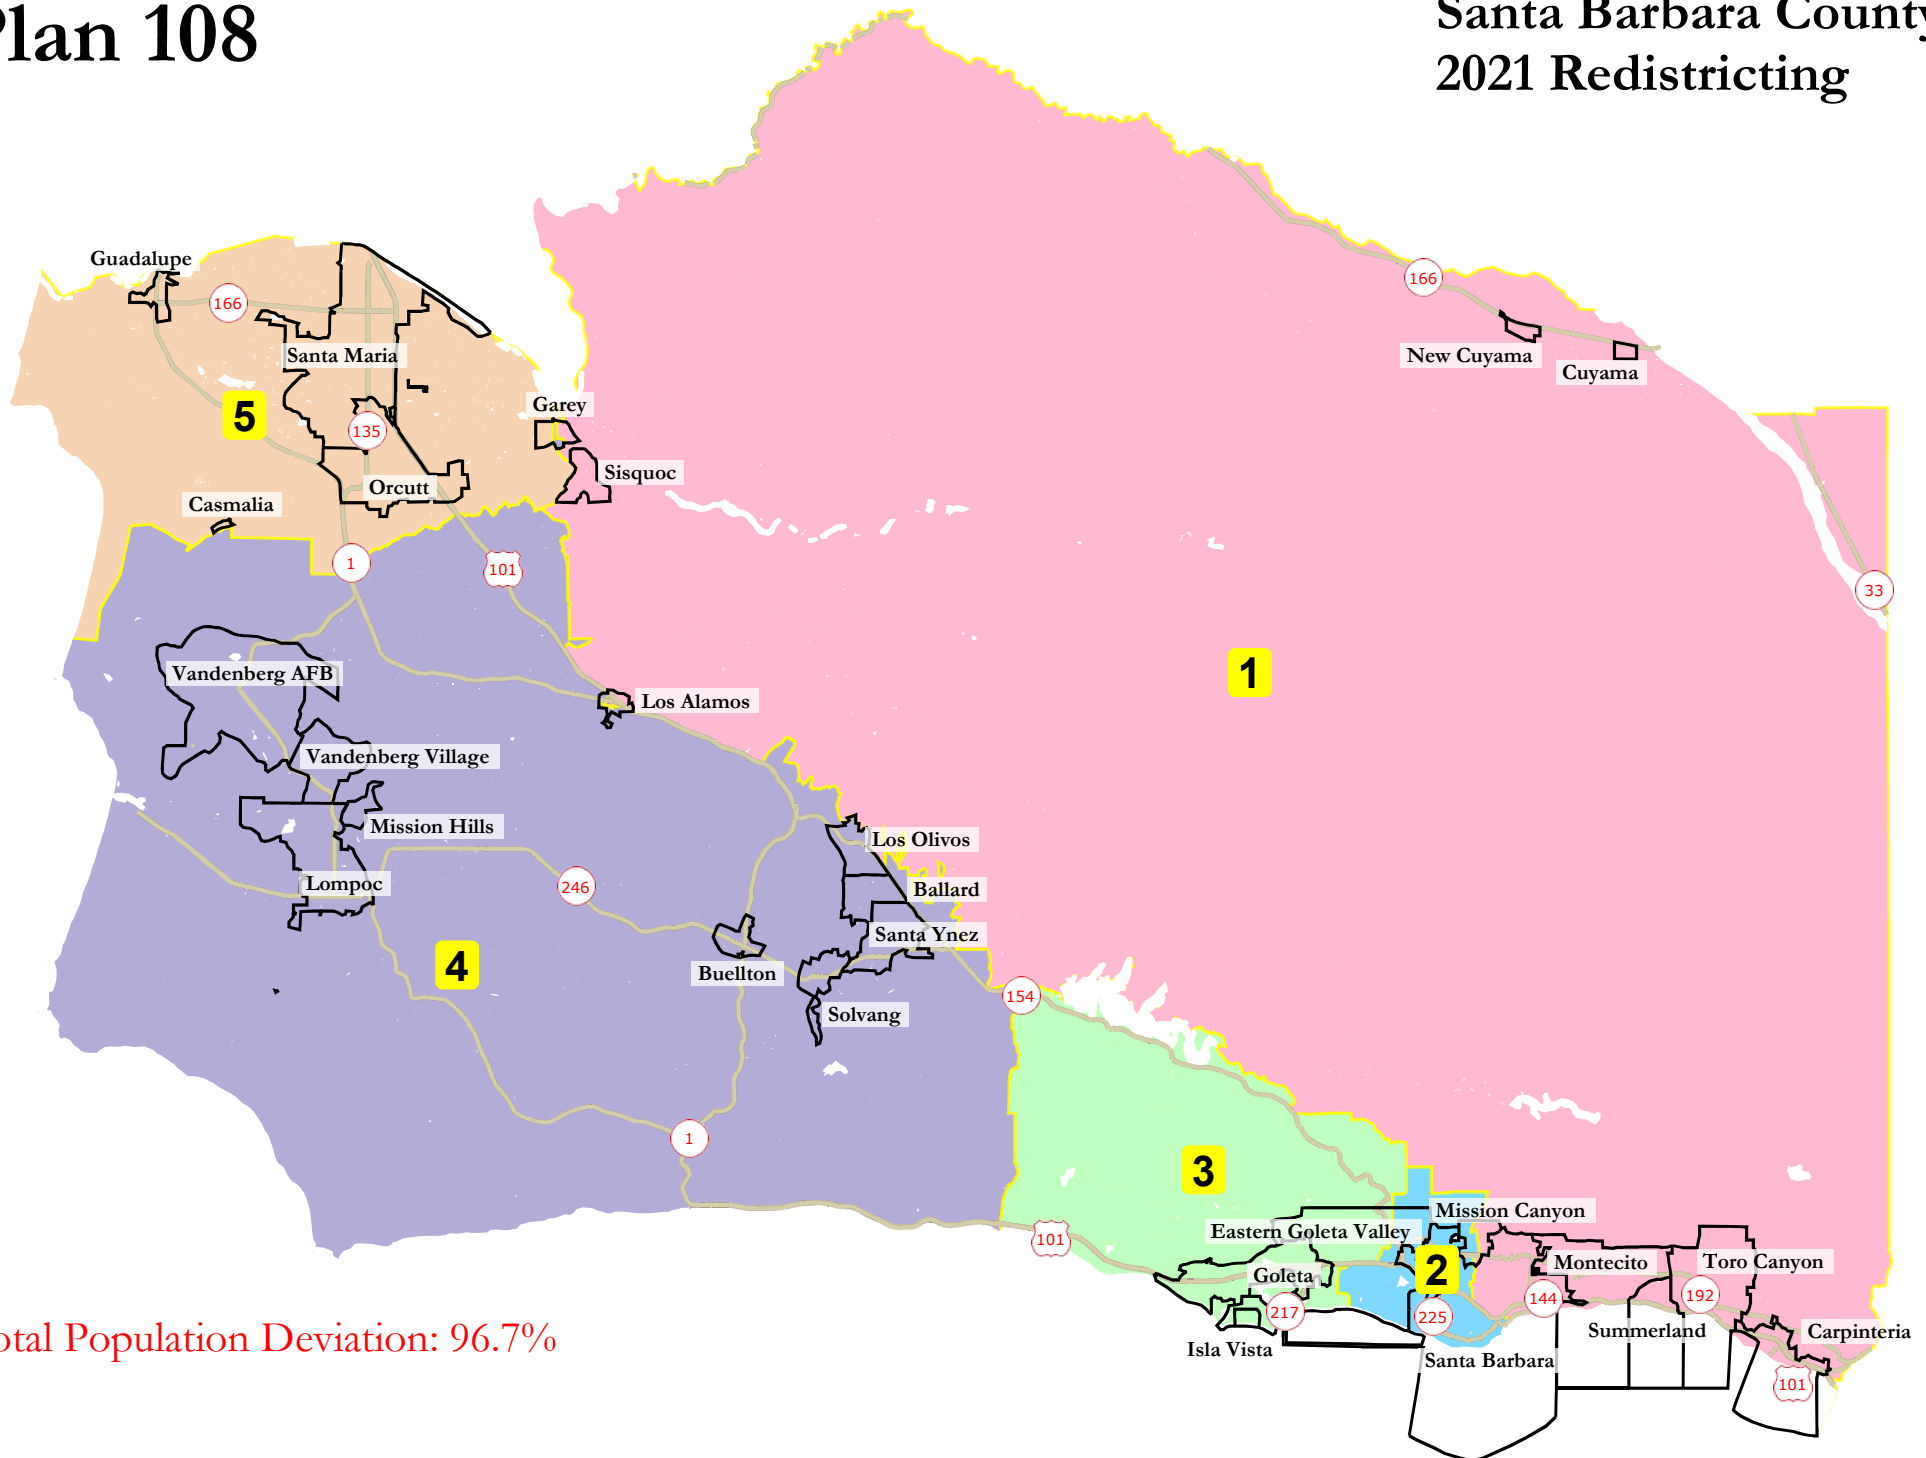 Plan 108
Santa Barbara County
2021 Redistricting
Guadalupe
166
166
Santa Maria
New Cuyama
Cuyama
5
Garey
135
Sisquoc
Orcutt
Casmalia
1
101
33
Vandenberg AFB
1
Los Alamos
Vandenberg Village
Mission Hills
Los Olivos
Lompoc
246
Ballard
Santa Ynez
4
Buellton
154
Solvang
1
3
Mission Canyon
Eastern Goleta Valley
101
2
Goleta
Montecito
Toro Canyon
217
225
144
192
Summerland
Carpinteria
Isla Vista
Santa Barbara
101
otal Population Deviation: 96.7%